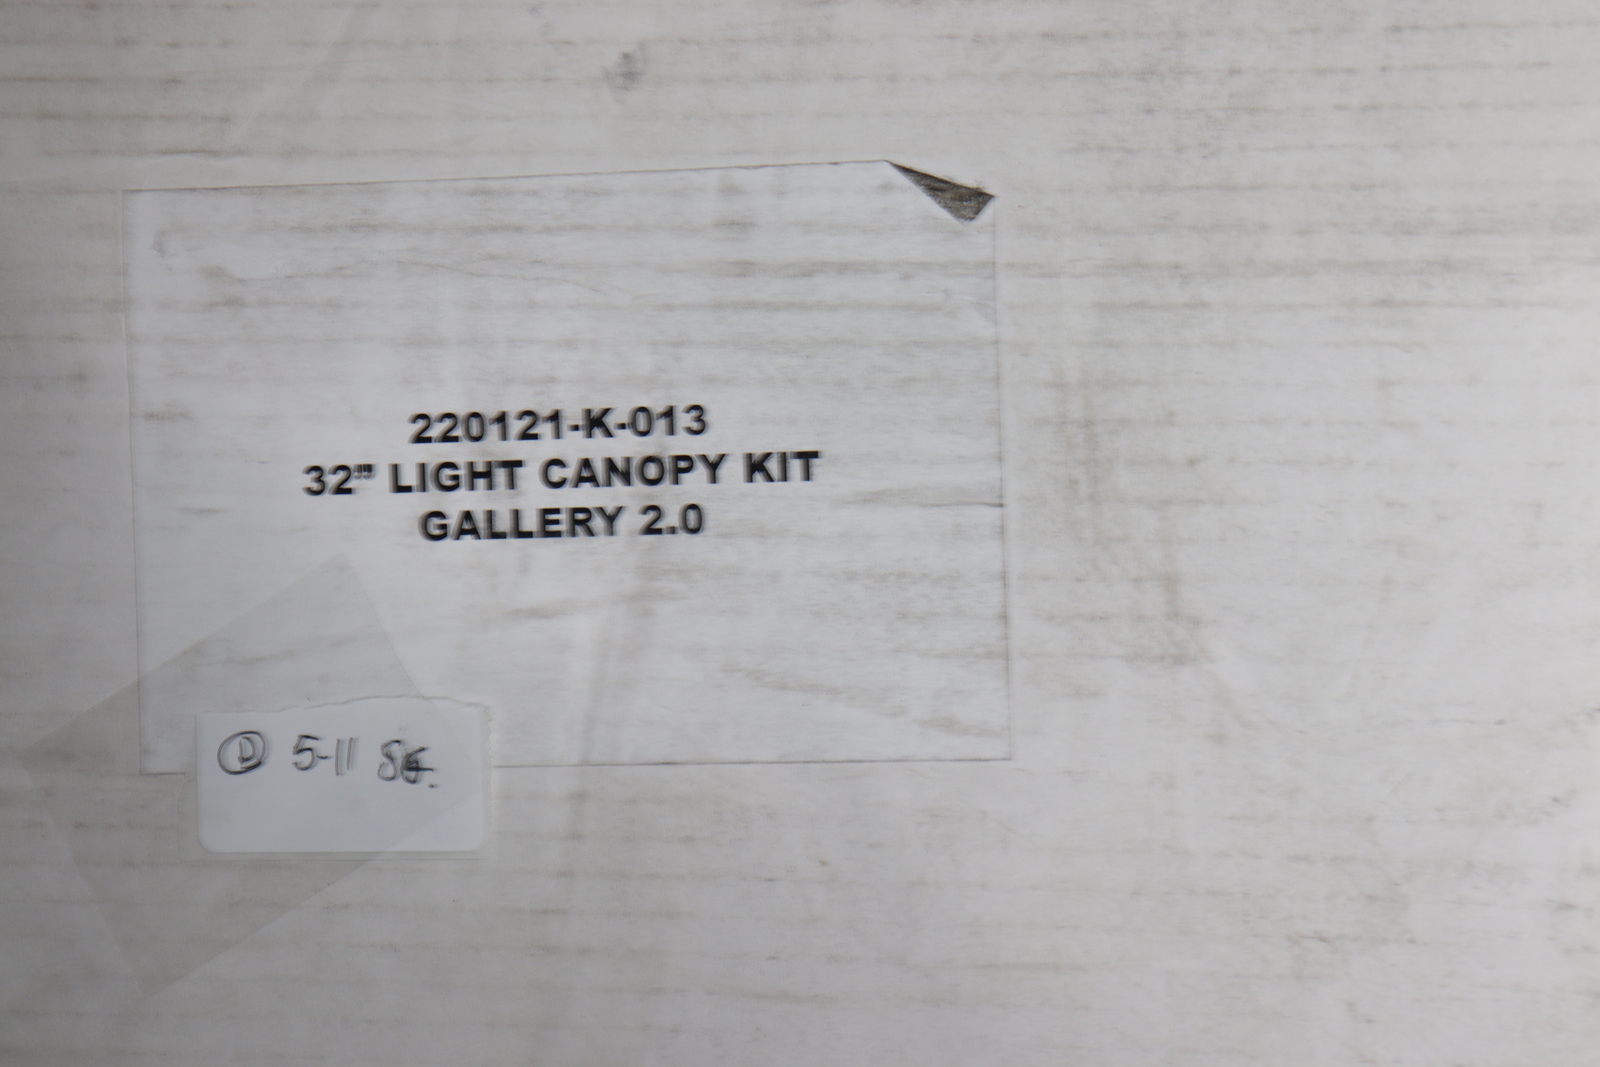 220121-K-013
32''' LIGHT CANOPY KIT
GALLERY 2.0
Ⓓ 5-11